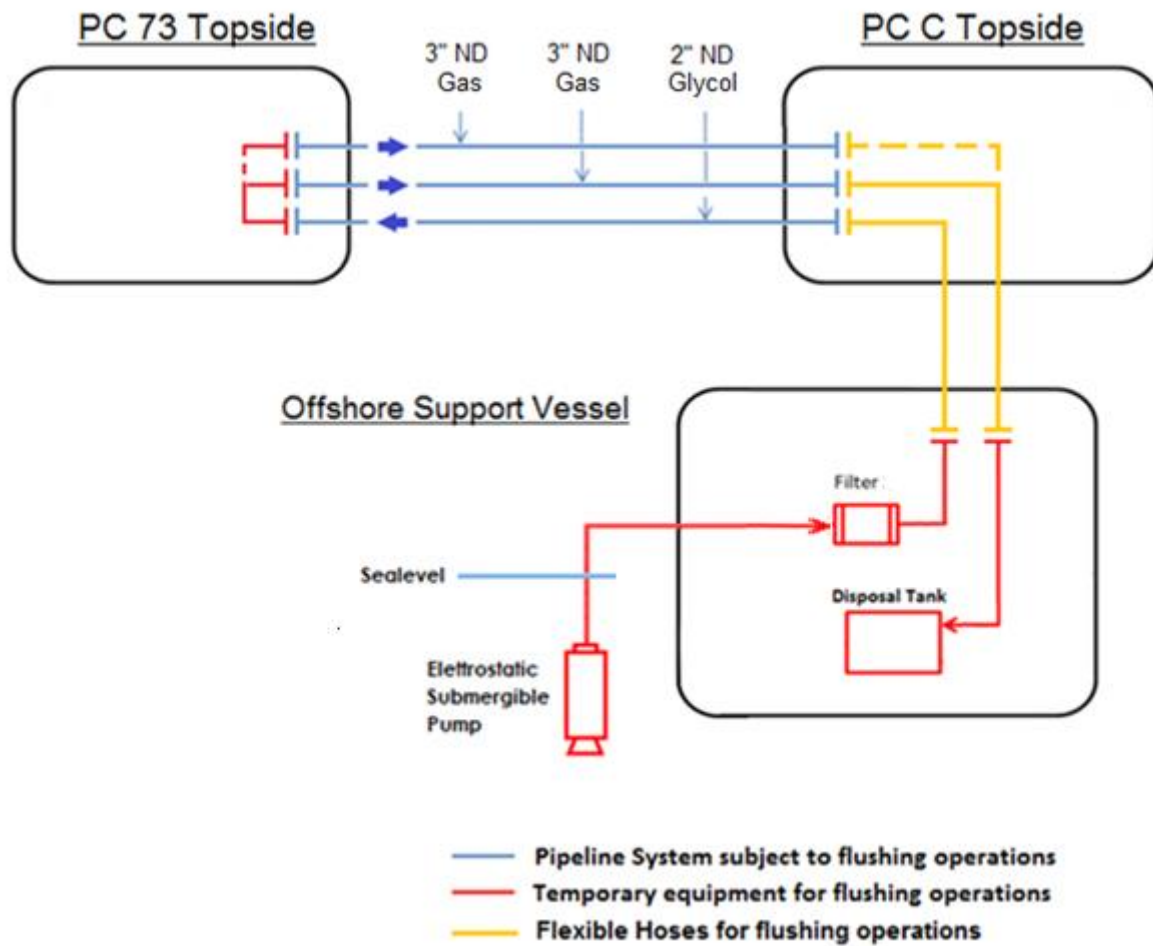 PC 73 Topside
PC C Topside
3" ND
Gas
3" ND
Gas
2" ND
Glycol
Offshore Support Vessel
Filter
Sealevel
Disposal Tank
Elettrostatic
Submergible
Pump
Pipeline System subject to flushing operations
Temporary equipment for flushing operations
Flexible Hoses for flushing operations